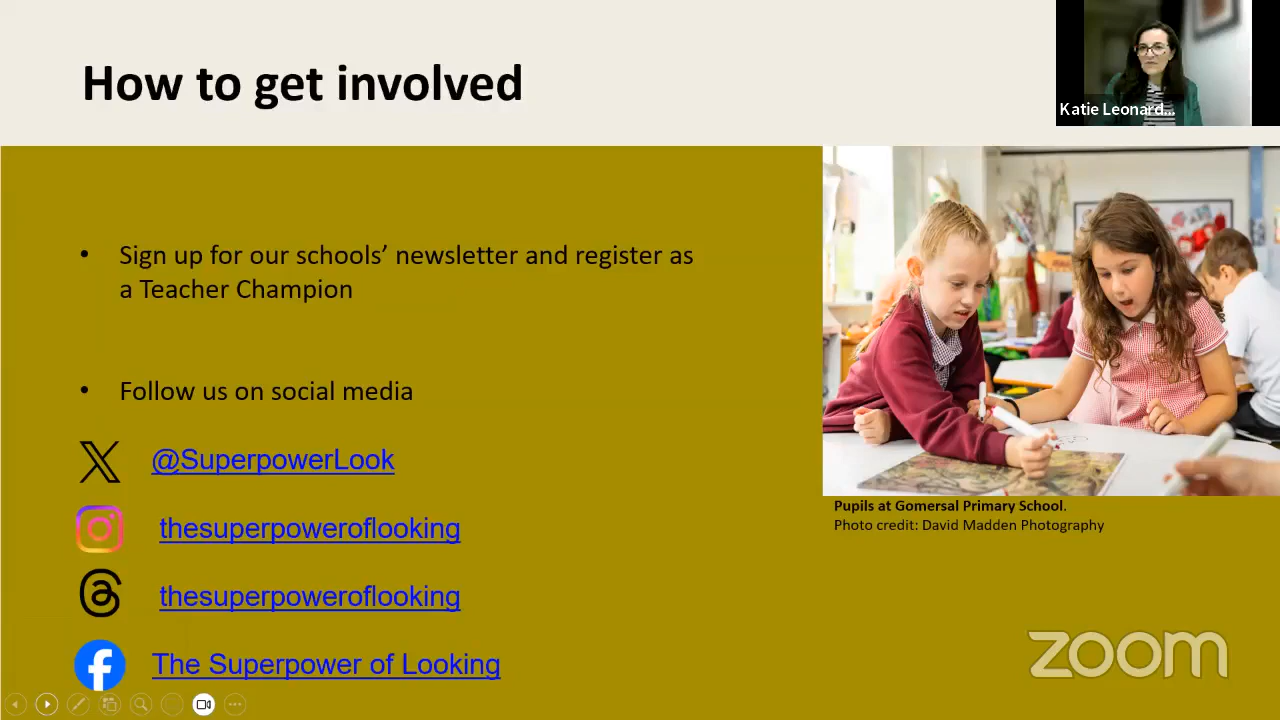 How to get involved
Katie Leonard...
• Sign up for our schools’ newsletter and register as
a Teacher Champion
• Follow us on social media
@SuperpowerLook
thesuperpoweroflooking
thesuperpoweroflooking
The Superpower of Looking
Pupils at Gomersal Primary School.
Photo credit: David Madden Photography
zoom